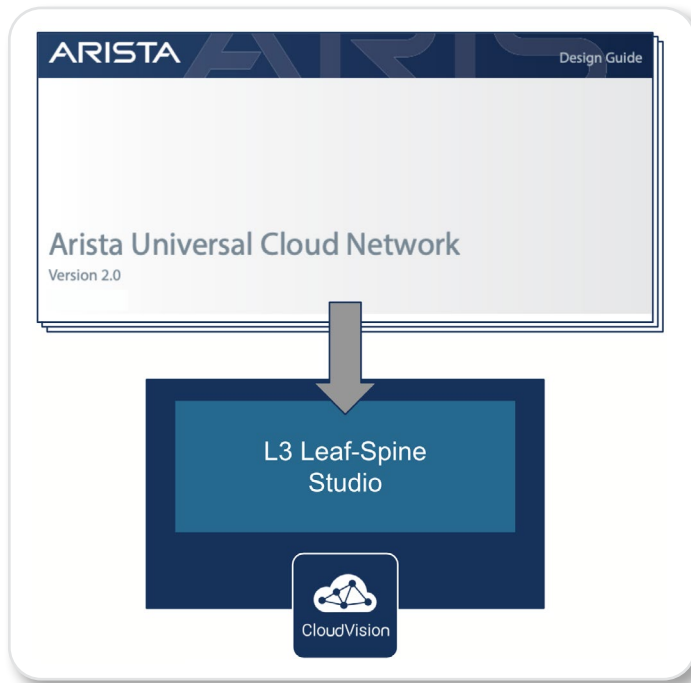 ARISTA
Design Guide
Arista Universal Cloud Network
Version 2.0
L3 Leaf-Spine
Studio
CloudVision